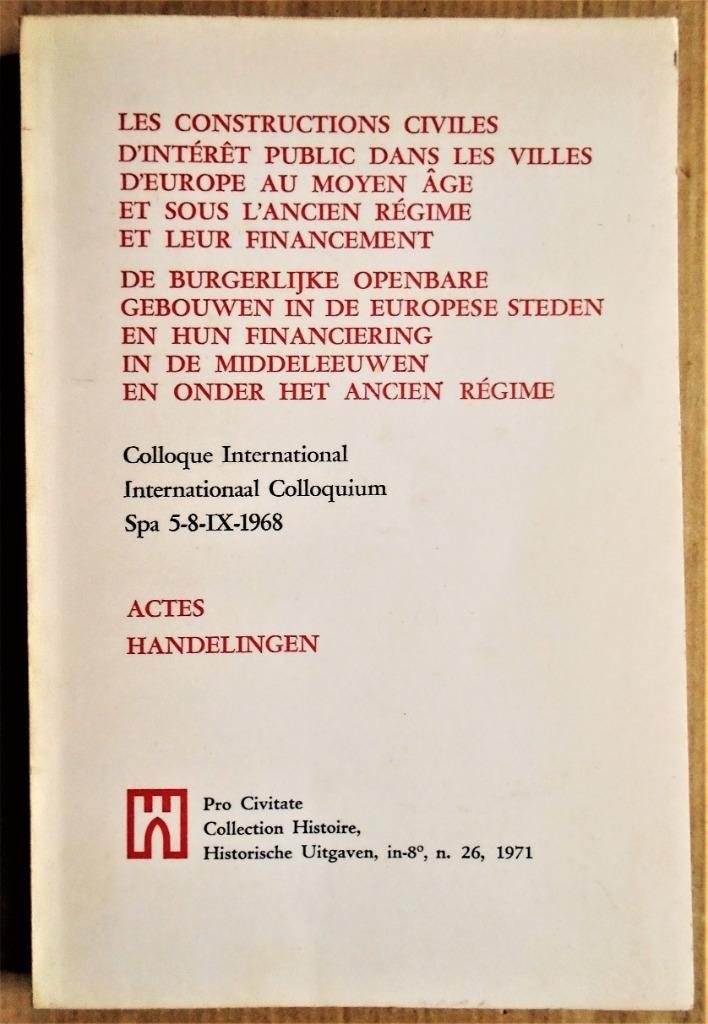 LES CONSTRUCTIONS CIVILES
D'INTÉRÊT PUBLIC DANS LES VILLES
D'EUROPE AU MOYEN ÂGE
ET SOUS L'ANCIEN RÉGIME
ET LEUR FINANCEMENT
DE BURGERLIJKE OPENBARE
GEBOUWEN IN DE EUROPESE STEDEN
EN HUN FINANCIERING
IN DE MIDDELEEUWEN
EN ONDER HET ANCIEN RÉGIME
Colloque International
Internationaal Colloquium
Spa 5-8-IX-1968
ACTES
HANDELINGEN
Pro Civitate
Collection Histoire,
Historische Uitgaven, in-8º, n. 26, 1971